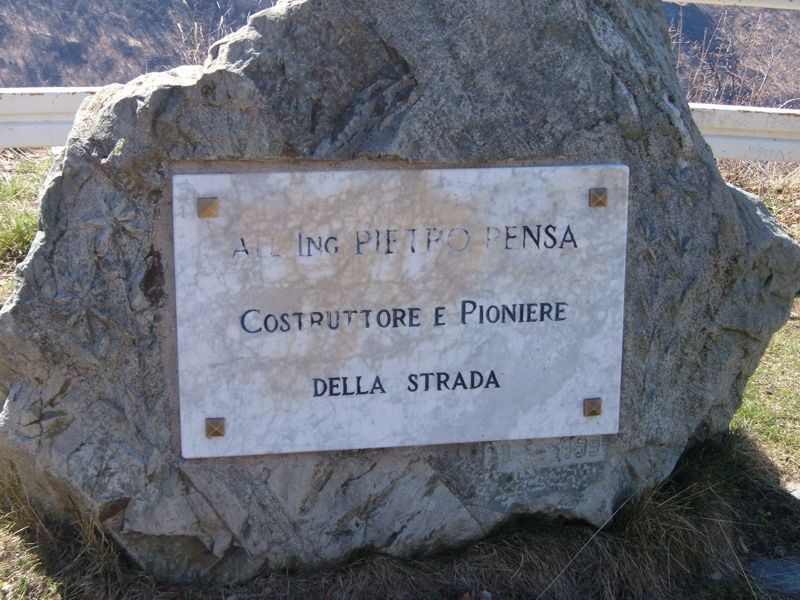 ALL ING PIETRO PENSA
COSTRUTTORE E PIONIERE
DELLA STRADA